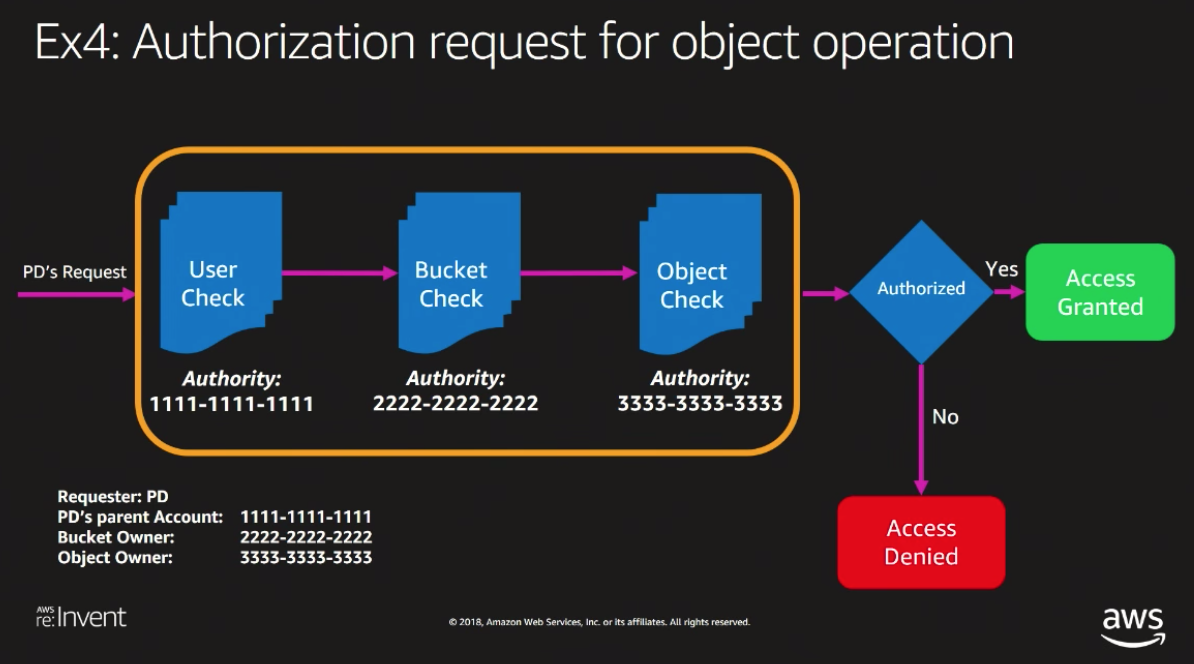 Ex4: Authorization request for object operation
PD's Request
User
Check
Bucket
Check
Object
Check
Authority:
1111-1111-1111
Authority:
2222-2222-2222
Authority:
3333-3333-3333
Authorized
Yes
Access
Granted
No
Access
Denied
Requester: PD
PD's parent Account: 1111-1111-1111
Bucket Owner: 2222-2222-2222
Object Owner: 3333-3333-3333
AWS
re:Invent
© 2018, Amazon Web Services, Inc. or its affiliates. All rights reserved.
aws